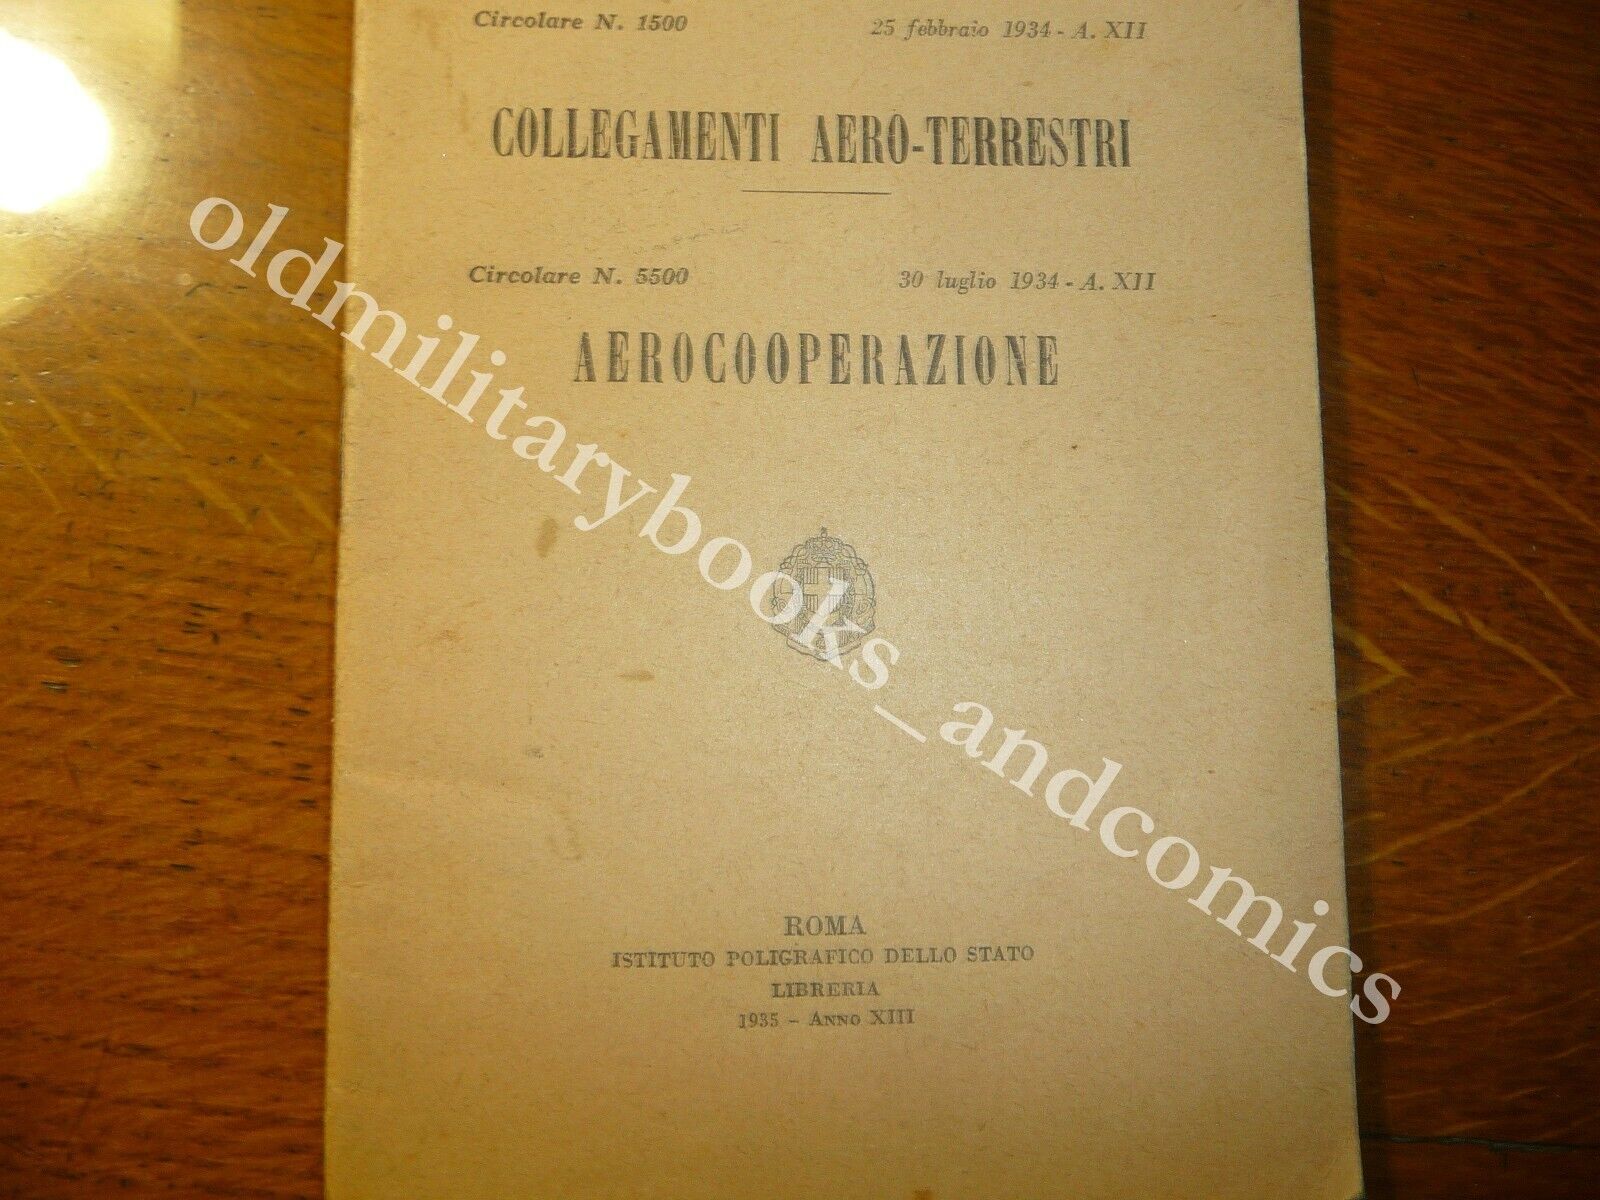 Circolare N. 1500 25 febbraio 1934 - A. XII
COLLEGAMENTI AERO-TERRESTRI
Circolare N. 5500 30 luglio 1934 - A. XII
AEROCOOPERAZIONE
oldmilitarybooks_andcomics
ROMA
ISTITUTO POLIGRAFICO DELLO STATO
LIBRERIA
1935 - ANNO XIII